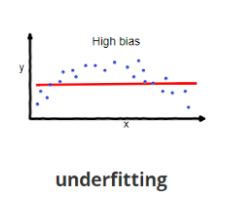 High bias
y
x
underfitting